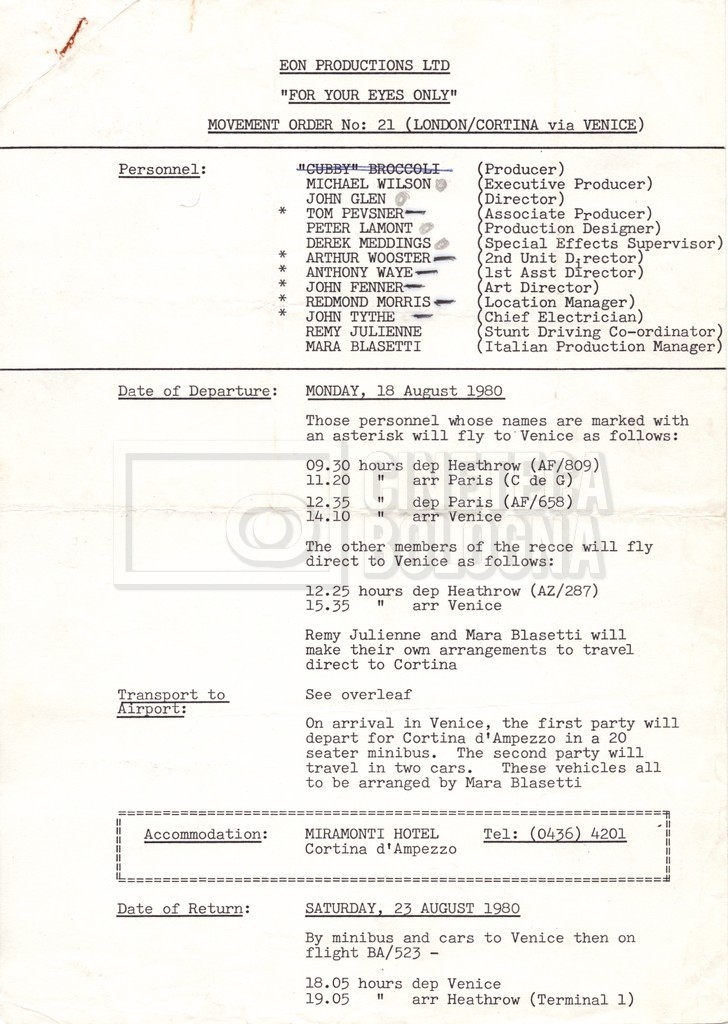 EON PRODUCTIONS LTD
"FOR YOUR EYES ONLY"
MOVEMENT ORDER No: 21 (LONDON/CORTINA via VENICE)
Personnel: "CUBBY" BROCCOLI (Producer)
MICHAEL WILSON (Executive Producer)
JOHN GLEN (Director)
* TOM PEVSNER (Associate Producer)
PETER LAMONT (Production Designer)
DEREK MEDDINGS (Special Effects Supervisor)
* ARTHUR WOOSTER (2nd Unit Director)
* ANTHONY WAYE (1st Asst Director)
* JOHN FENNER (Art Director)
* REDMOND MORRIS (Location Manager)
* JOHN TYTHE (Chief Electrician)
REMY JULIENNE (Stunt Driving Co-ordinator)
MARA BLASETTI (Italian Production Manager)
Date of Departure: MONDAY, 18 August 1980
Those personnel whose names are marked with
an asterisk will fly to Venice as follows:
09.30 hours dep Heathrow (AF/809)
11.20 " arr Paris (C de G)
12.35 " dep Paris (AF/658)
14.10 " arr Venice
The other members of the recce will fly
direct to Venice as follows:
12.25 hours dep Heathrow (AZ/287)
15.35 " arr Venice
Remy Julienne and Mara Blasetti will
make their own arrangements to travel
direct to Cortina
Transport to See overleaf
Airport:
On arrival in Venice, the first party will
depart for Cortina d'Ampezzo in a 20
seater minibus. The second party will
travel in two cars. These vehicles all
to be arranged by Mara Blasetti
Accommodation: MIRAMONTI HOTEL Tel: (0436) 4201
Cortina d'Ampezzo
Date of Return: SATURDAY, 23 AUGUST 1980
By minibus and cars to Venice then on
flight BA/523 -
18.05 hours dep Venice
19.05 " arr Heathrow (Terminal 1)
CINETECA
BOLOGNA